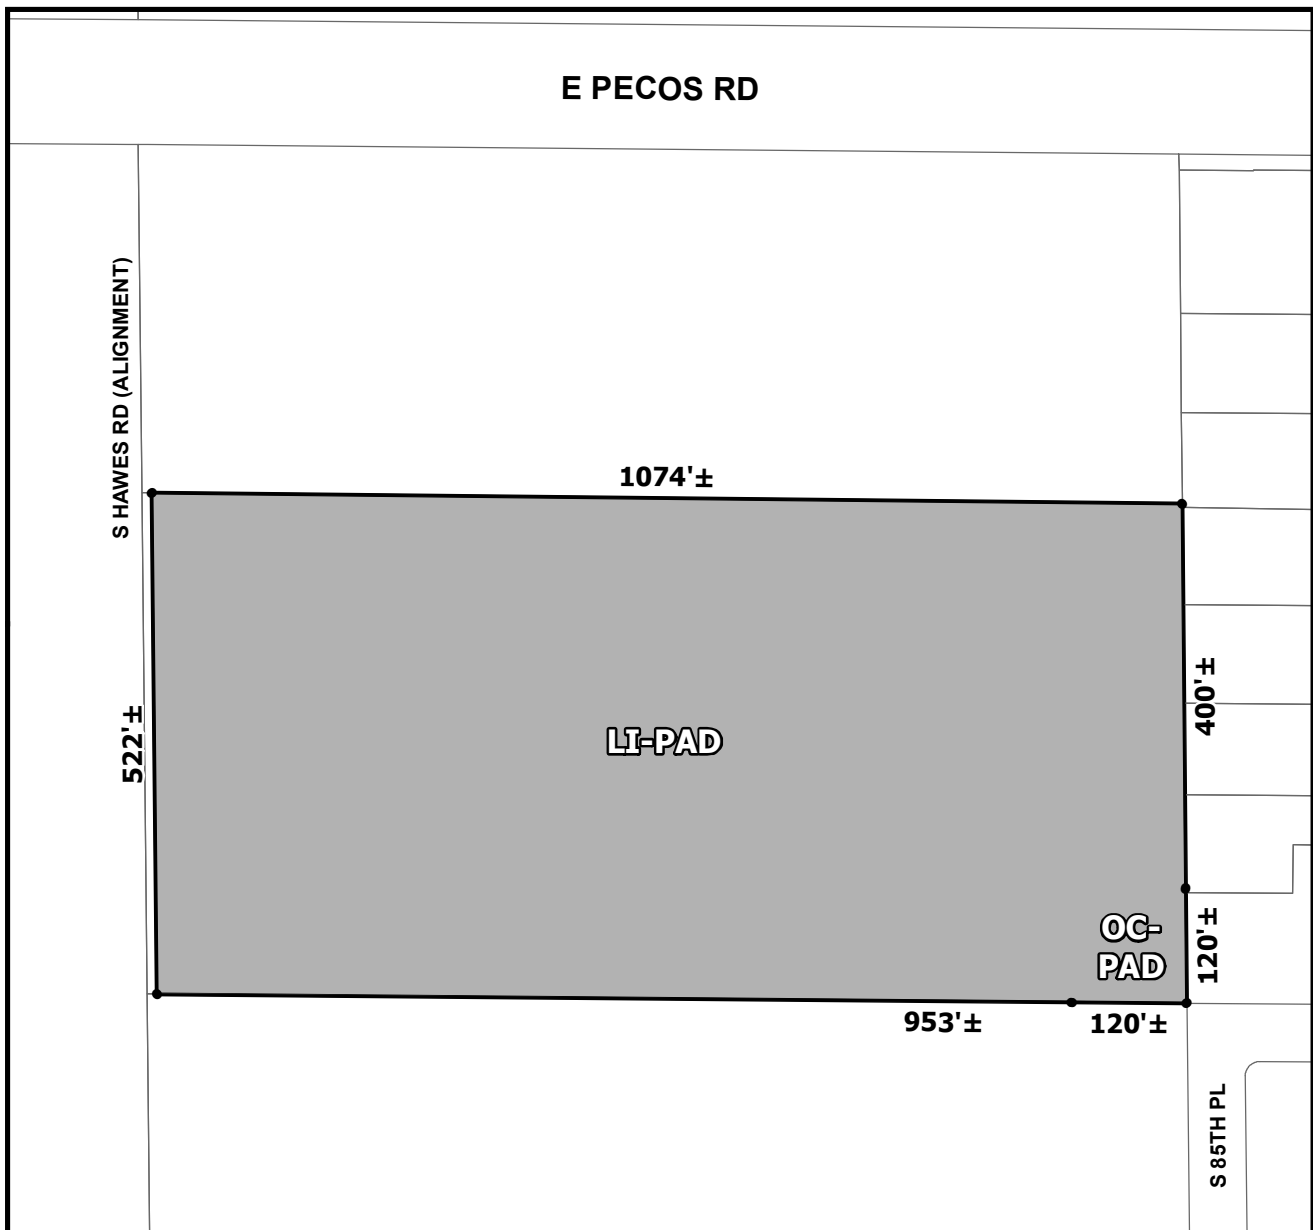 E PECOS RD
S HAWES RD (ALIGNMENT)
1074'±
522'±
400'±
LI-PAD
OC-
PAD
120'±
953'±
120'±
S 85TH PL